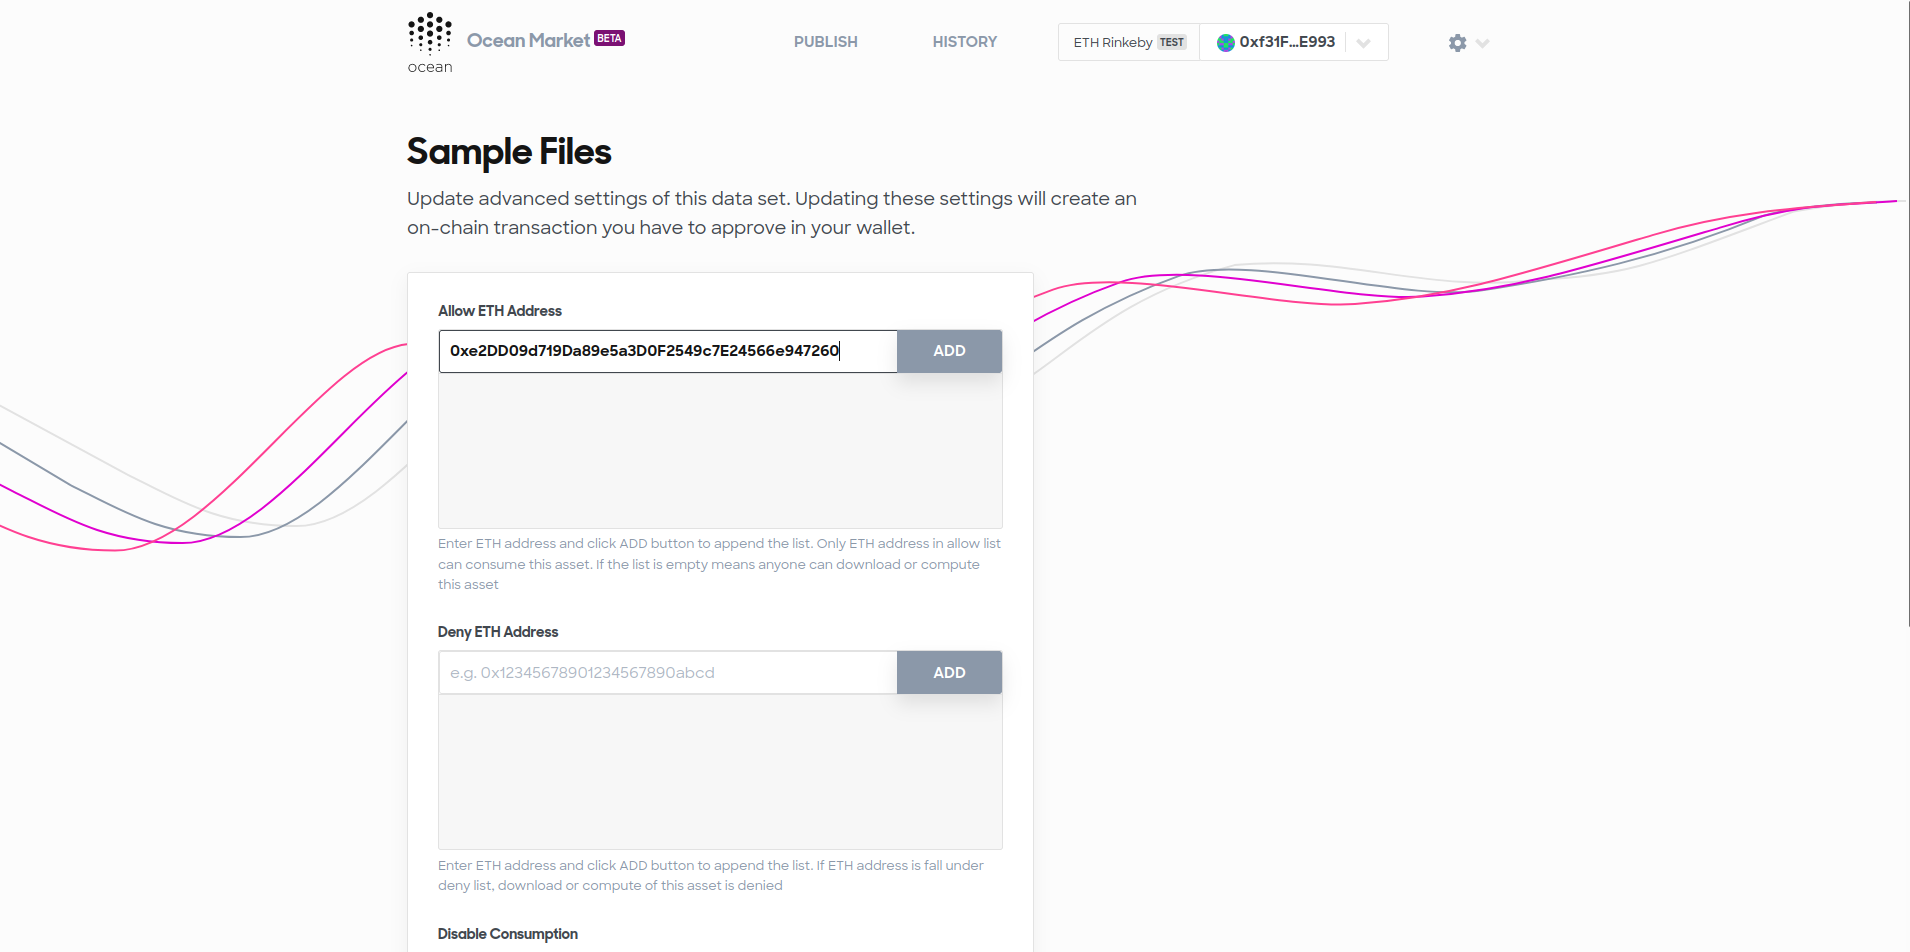 ocean
Ocean Market BETA
PUBLISH
HISTORY
ETH Rinkeby TEST
0xf31F...E993
Sample Files
Update advanced settings of this data set. Updating these settings will create an
on-chain transaction you have to approve in your wallet.
Allow ETH Address
0xe2DD09d719Da89e5a3D0F2549c7E24566e947260
ADD
Enter ETH address and click ADD button to append the list. Only ETH address in allow list
can consume this asset. If the list is empty means anyone can download or compute
this asset
Deny ETH Address
e.g. 0x12345678901234567890abcd
ADD
Enter ETH address and click ADD button to append the list. If ETH address is fall under
deny list, download or compute of this asset is denied
Disable Consumption